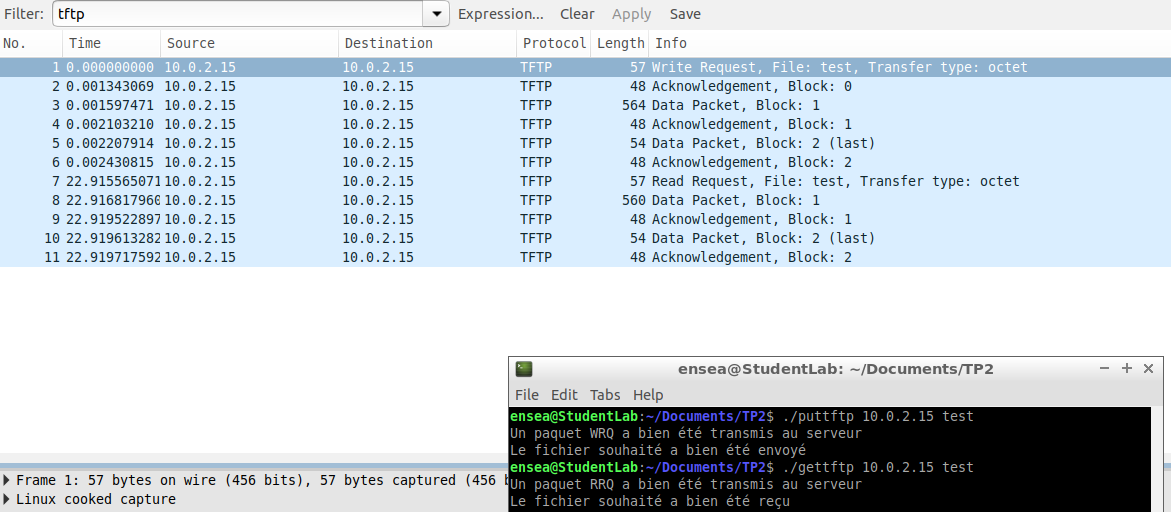 Filter: tftp Expression... Clear Apply Save
No. Time Source Destination Protocol Length Info
1 0.000000000 10.0.2.15 10.0.2.15 TFTP 57 Write Request, File: test, Transfer type: octet
2 0.001343069 10.0.2.15 10.0.2.15 TFTP 48 Acknowledgement, Block: 0
3 0.001597471 10.0.2.15 10.0.2.15 TFTP 564 Data Packet, Block: 1
4 0.002103210 10.0.2.15 10.0.2.15 TFTP 48 Acknowledgement, Block: 1
5 0.002207914 10.0.2.15 10.0.2.15 TFTP 54 Data Packet, Block: 2 (last)
6 0.002430815 10.0.2.15 10.0.2.15 TFTP 48 Acknowledgement, Block: 2
7 22.915565071 10.0.2.15 10.0.2.15 TFTP 57 Read Request, File: test, Transfer type: octet
8 22.916817960 10.0.2.15 10.0.2.15 TFTP 560 Data Packet, Block: 1
9 22.919522897 10.0.2.15 10.0.2.15 TFTP 48 Acknowledgement, Block: 1
10 22.919613282 10.0.2.15 10.0.2.15 TFTP 54 Data Packet, Block: 2 (last)
11 22.919717592 10.0.2.15 10.0.2.15 TFTP 48 Acknowledgement, Block: 2
ensea@StudentLab: ~/Documents/TP2
File Edit Tabs Help
ensea@StudentLab:~/Documents/TP2$ ./puttftp 10.0.2.15 test
Un paquet WRQ a bien été transmis au serveur
Le fichier souhaité a bien été envoyé
ensea@StudentLab:~/Documents/TP2$ ./gettftp 10.0.2.15 test
Un paquet RRQ a bien été transmis au serveur
Le fichier souhaité a bien été reçu
Frame 1: 57 bytes on wire (456 bits), 57 bytes captured (456
Linux cooked capture